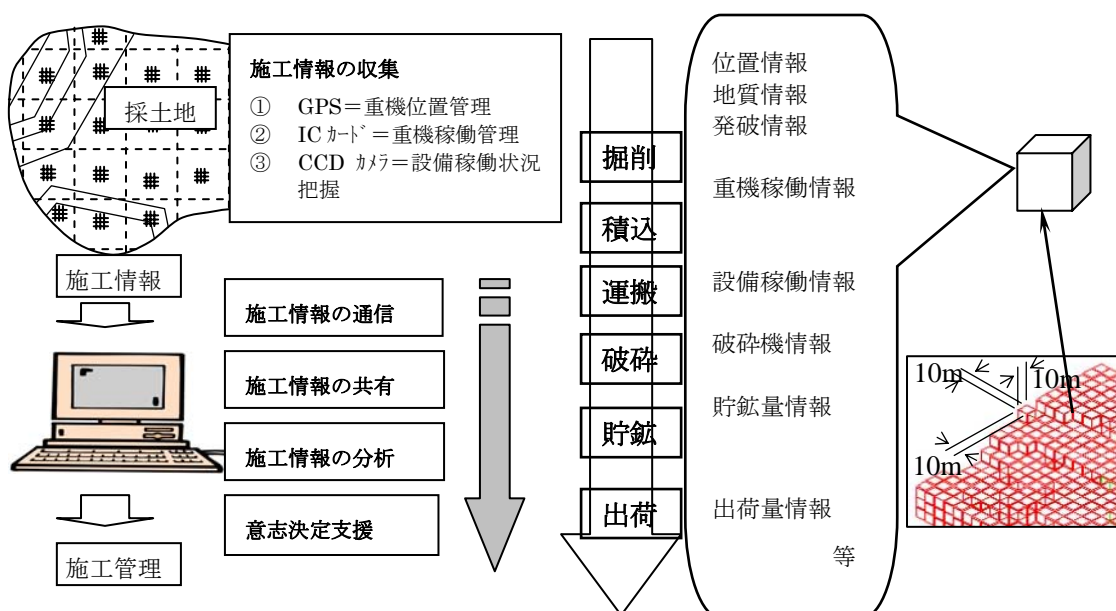 採土地
施工情報の収集
① GPS＝重機位置管理
② ICカード＝重機稼働管理
③ CCD カメラ＝設備稼働状況
把握
施工情報
施工情報の通信
施工情報の共有
施工情報の分析
意志決定支援
施工管理
掘削
積込
運搬
破砕
貯鉱
出荷
位置情報
地質情報
発破情報
重機稼働情報
設備稼働情報
破砕機情報
貯鉱量情報
出荷量情報
等
10m
10m
10m